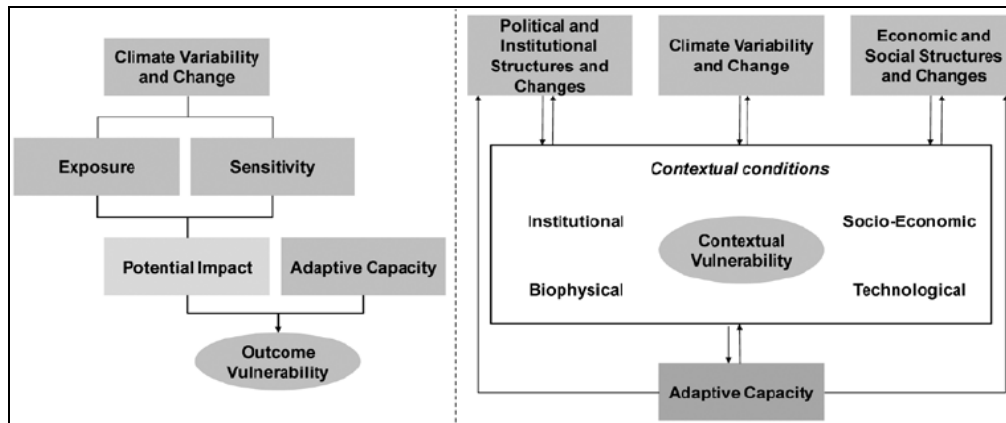 Climate Variability
and Change
Exposure
Sensitivity
Potential Impact
Adaptive Capacity
Outcome
Vulnerability
Political and
Institutional
Structures and
Changes
Climate Variability
and Change
Economic and
Social Structures
and Changes
Contextual conditions
Institutional
Socio-Economic
Contextual
Vulnerability
Biophysical
Technological
Adaptive Capacity